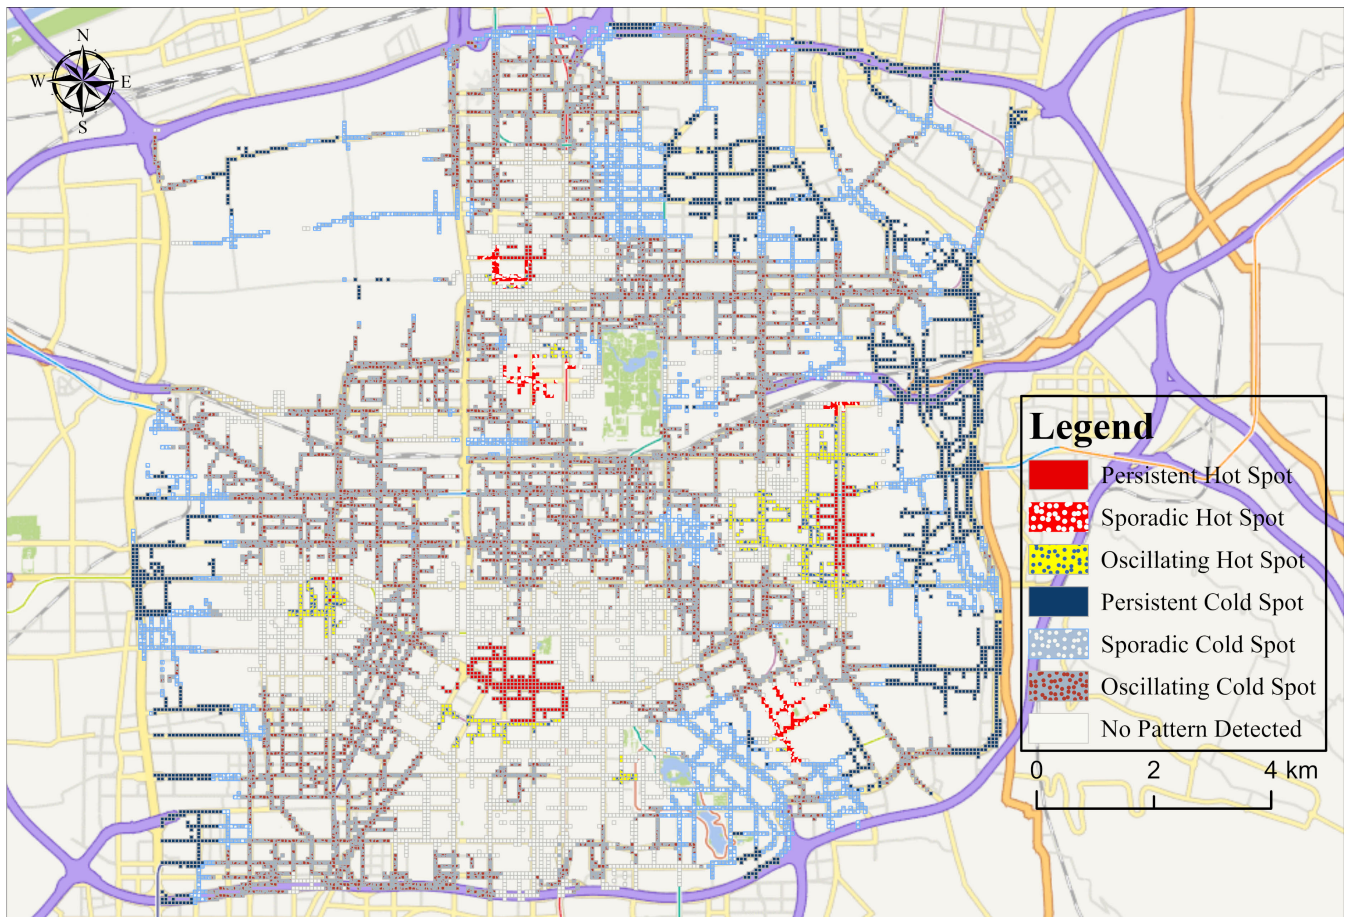 N
W
E
S
Legend
Persistent Hot Spot
Sporadic Hot Spot
Oscillating Hot Spot
Persistent Cold Spot
Sporadic Cold Spot
Oscillating Cold Spot
No Pattern Detected
0 2 4 km